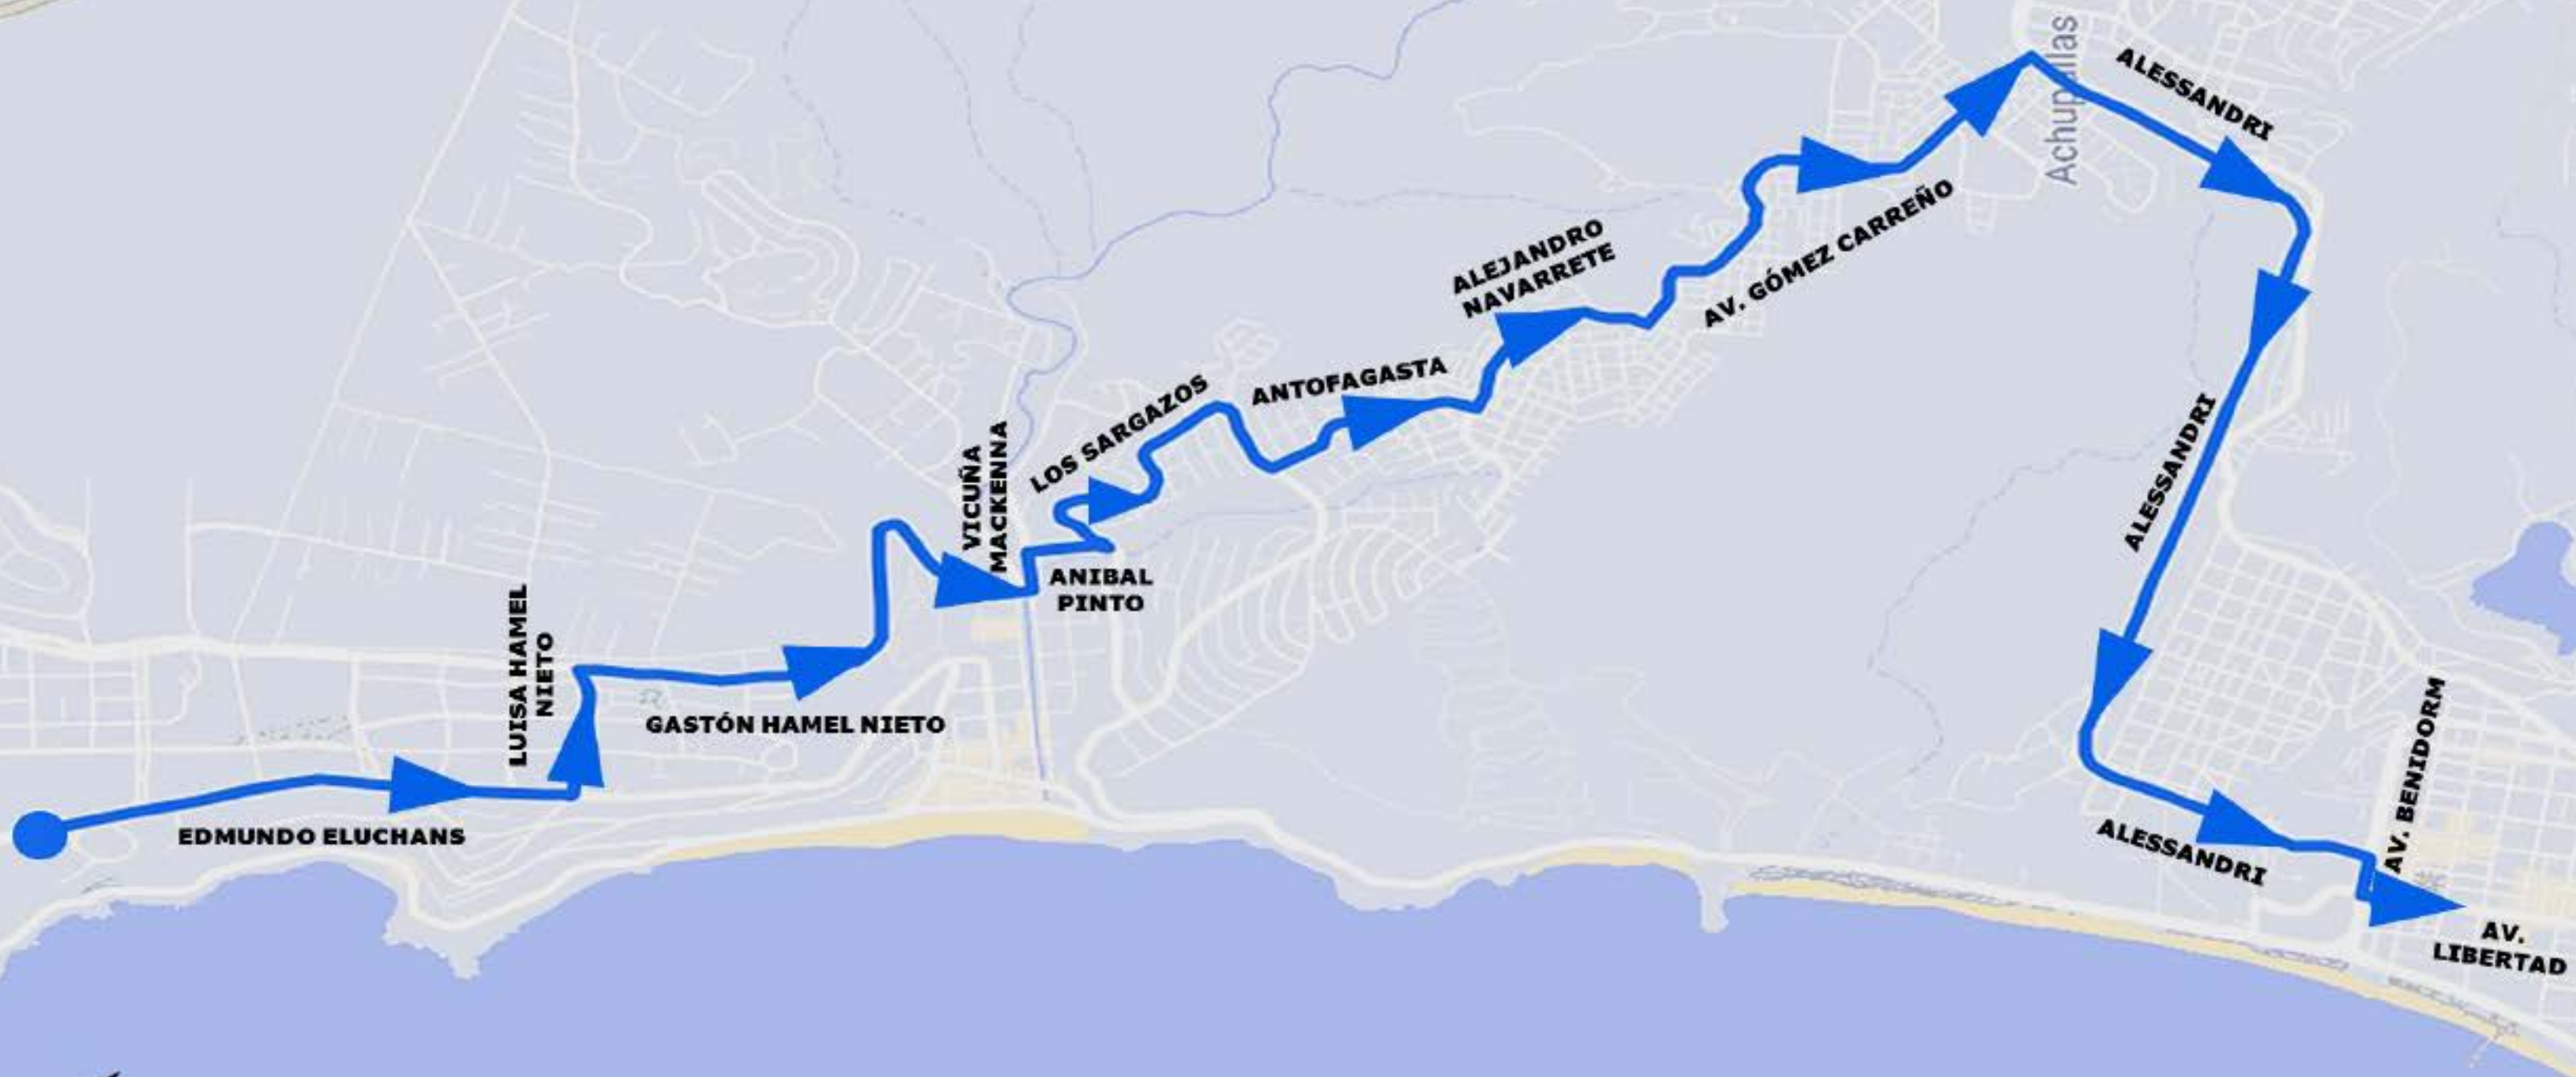 EDMUNDO ELUCHANS
LUISA HAMEL
NIETO
GASTÓN HAMEL NIETO
VICUÑA
MACKENNA
ANIBAL
PINTO
LOS SARGAZOS
ANTOFAGASTA
ALEJANDRO
NAVARRETE
AV. GÓMEZ CARREÑO
Achupallas
ALESSANDRI
ALESSANDRI
ALESSANDRI
AV. BENIDORM
AV.
LIBERTAD